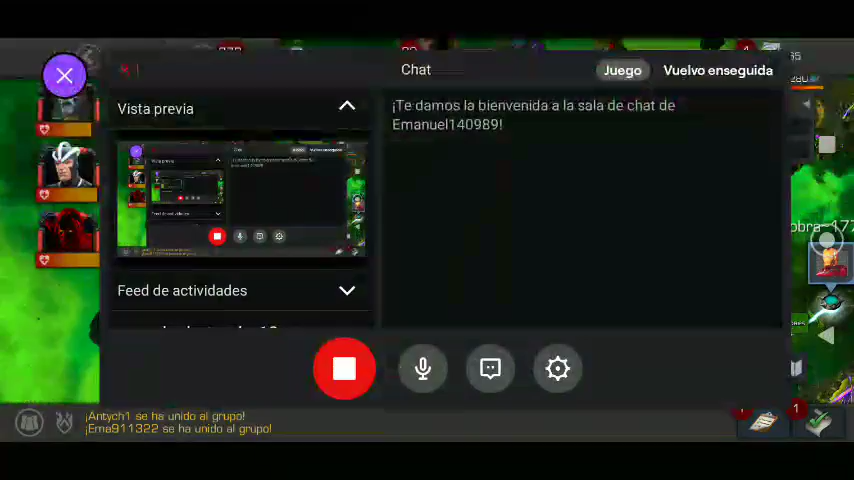 Chat
Juego
Vuelvo enseguida
Vista previa
¡Te damos la bienvenida a la sala de chat de
Emanuel140989!
Feed de actividades
¡Antych1 se ha unido al grupo!
¡Ema911322 se ha unido al grupo!
1